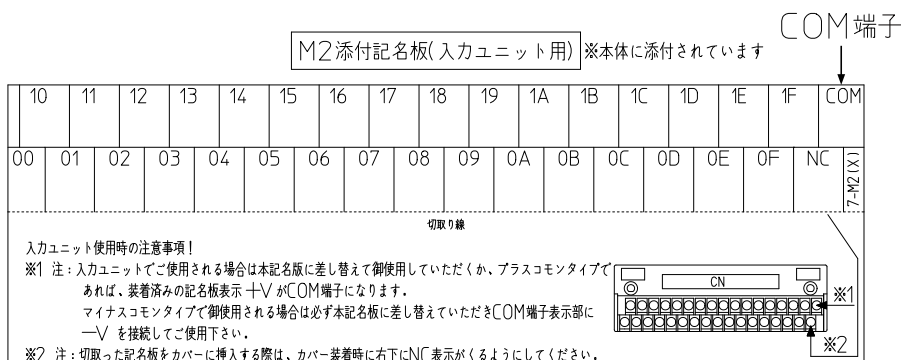 COM端子
M2添付記名板(入力ユニット用) ※本体に添付されています
10 11 12 13 14 15 16 17 18 19 1A 1B 1C 1D 1E 1F COM
00 01 02 03 04 05 06 07 08 09 0A 0B 0C 0D 0E 0F NC
7-M2(X)
切取り線
入力ユニット使用時の注意事項!
※1 注:入力ユニットでご使用される場合は本記名版に差し替えて御使用していただくか、プラスコモンタイプで
あれば、装着済みの記名板表示 +V がCOM端子になります.
マイナスコモンタイプで御使用される場合は必ず本記名板に差し替えていただきCOM端子表示部に
-V を接続してご使用下さい.
※2 注:切取った記名板をカバーに挿入する際は、カバー装着時に右下にNC表示がくるようにしてください.
CN
※1
※2